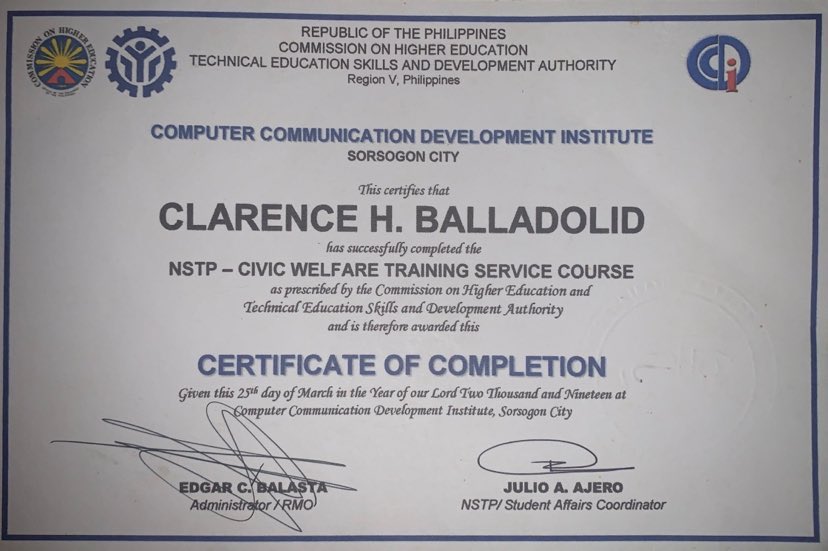 COMMISSION ON HIGHER EDUCATION
REPUBLIC OF THE PHILIPPINES
COMMISSION ON HIGHER EDUCATION
TECHNICAL EDUCATION SKILLS AND DEVELOPMENT AUTHORITY
Region V, Philippines
CCDi
COMPUTER COMMUNICATION DEVELOPMENT INSTITUTE
SORSOGON CITY
This certifies that
CLARENCE H. BALLADOLID
has successfully completed the
NSTP – CIVIC WELFARE TRAINING SERVICE COURSE
as prescribed by the Commission on Higher Education and
Technical Education Skills and Development Authority
and is therefore awarded this
CERTIFICATE OF COMPLETION
Given this 25th day of March in the Year of our Lord Two Thousand and Nineteen at
Computer Communication Development Institute, Sorsogon City
EDGAR C. BALASTA
Administrator / RMO
JULIO A. AJERO
NSTP/ Student Affairs Coordinator